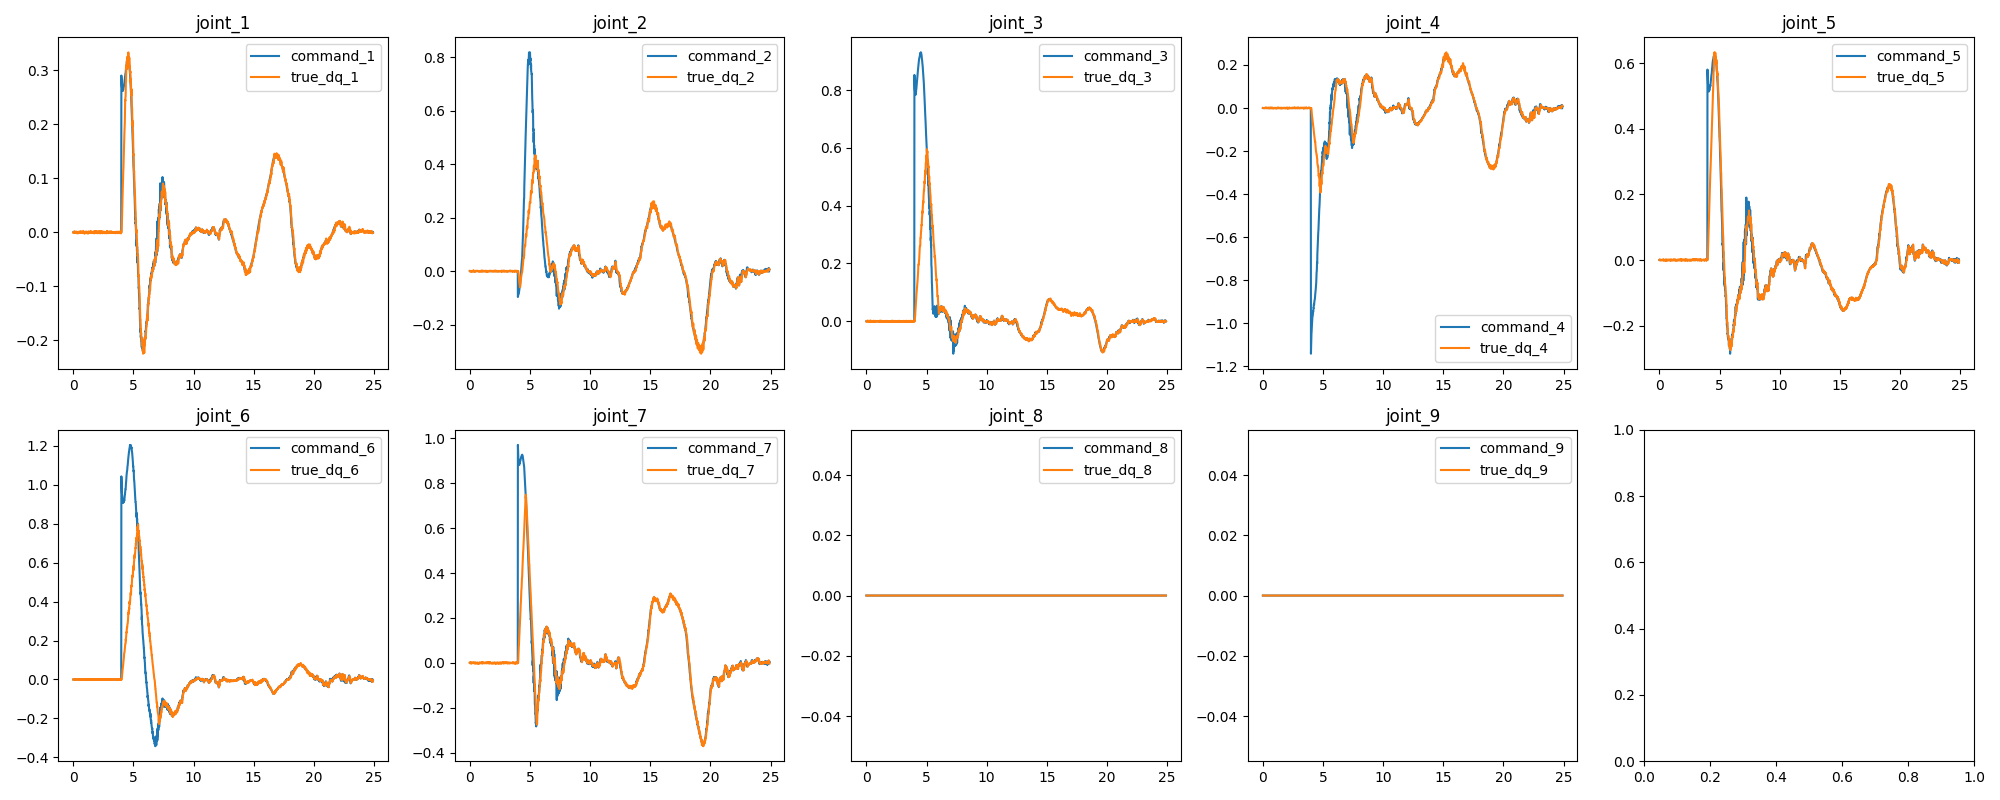 joint_1
0.3
0.2
0.1
0.0
−0.1
−0.2
0 5 10 15 20 25
command_1
true_dq_1
joint_2
0.8
0.6
0.4
0.2
0.0
−0.2
0 5 10 15 20 25
command_2
true_dq_2
joint_3
0.8
0.6
0.4
0.2
0.0
0 5 10 15 20 25
command_3
true_dq_3
joint_4
0.2
0.0
−0.2
−0.4
−0.6
−0.8
−1.0
−1.2
0 5 10 15 20 25
command_4
true_dq_4
joint_5
0.6
0.4
0.2
0.0
−0.2
0 5 10 15 20 25
command_5
true_dq_5
joint_6
1.2
1.0
0.8
0.6
0.4
0.2
0.0
−0.2
−0.4
0 5 10 15 20 25
command_6
true_dq_6
joint_7
1.0
0.8
0.6
0.4
0.2
0.0
−0.2
−0.4
0 5 10 15 20 25
command_7
true_dq_7
joint_8
0.04
0.02
0.00
−0.02
−0.04
0 5 10 15 20 25
command_8
true_dq_8
joint_9
0.04
0.02
0.00
−0.02
−0.04
0 5 10 15 20 25
command_9
true_dq_9
1.0
0.8
0.6
0.4
0.2
0.0
0.0 0.2 0.4 0.6 0.8 1.0